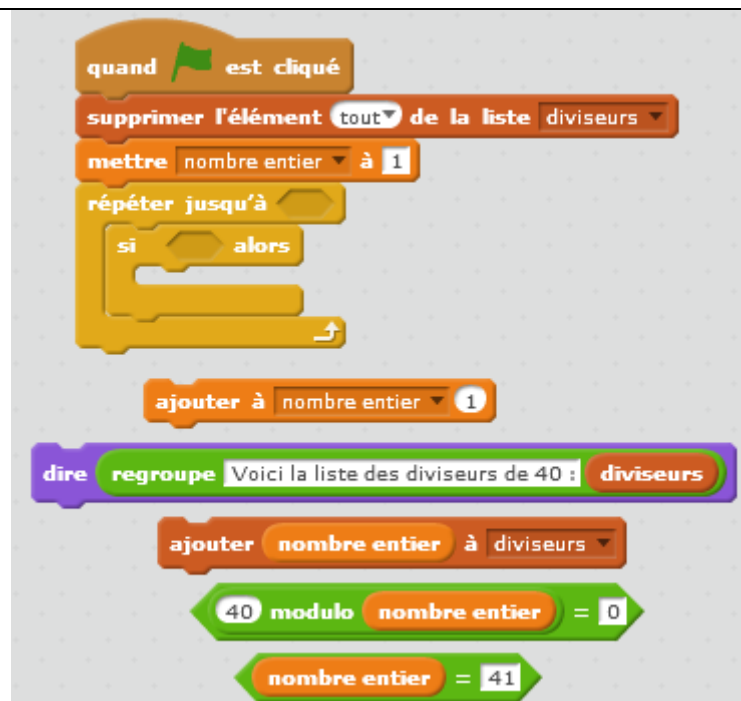 quand est cliqué
supprimer l'élément tout de la liste diviseurs
mettre nombre entier à 1
répéter jusqu'à
si alors
ajouter à nombre entier 1
dire regroupe Voici la liste des diviseurs de 40 : diviseurs
ajouter nombre entier à diviseurs
40 modulo nombre entier = 0
nombre entier = 41